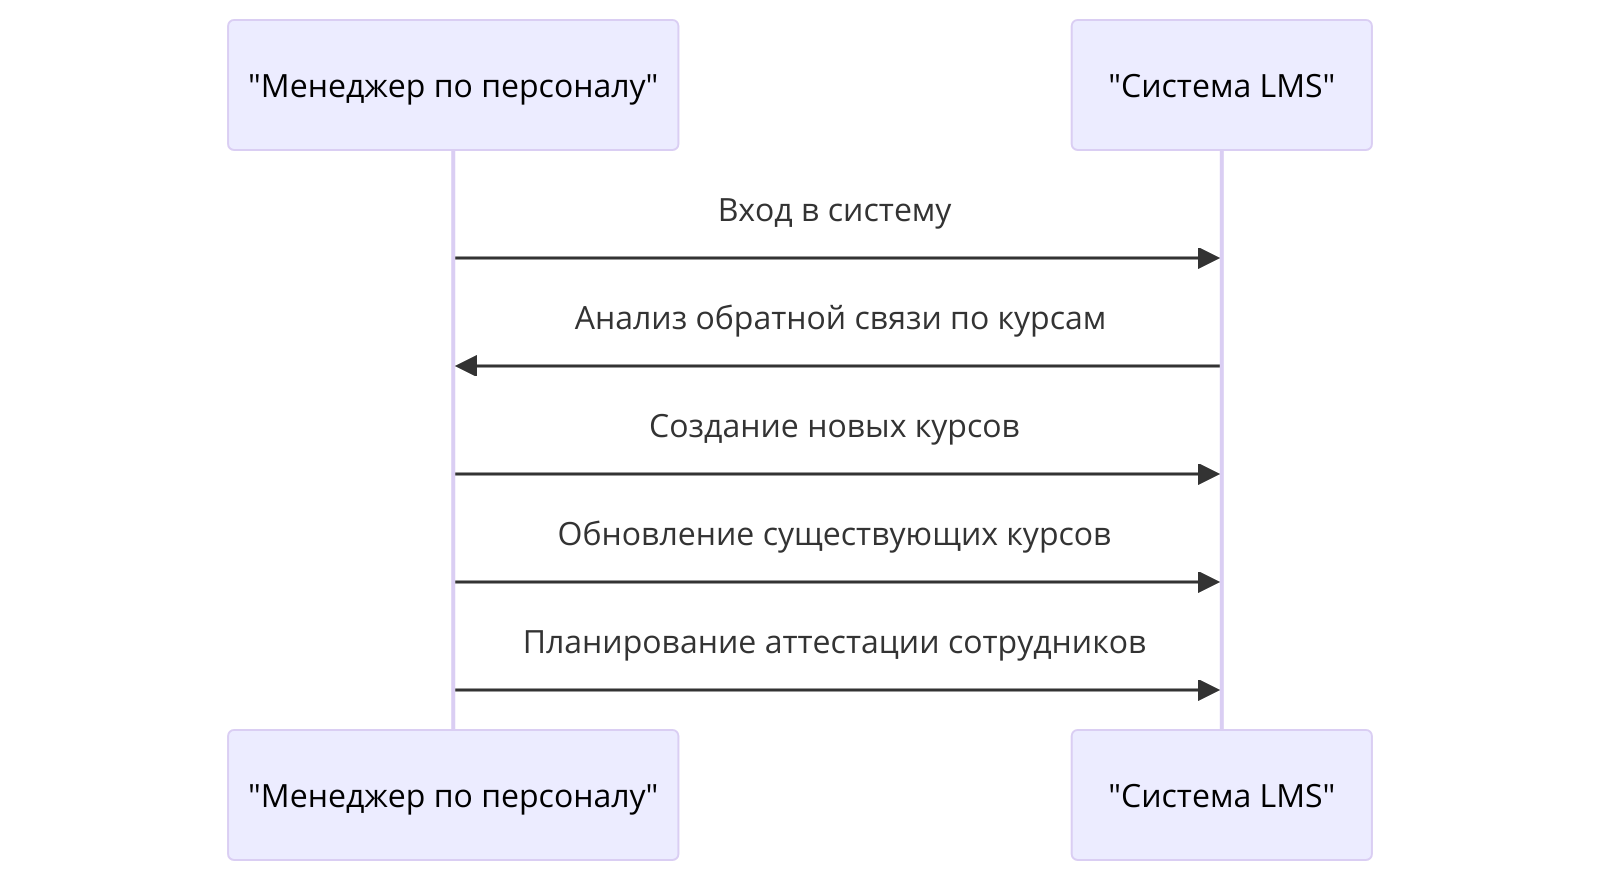 "Менеджер по персоналу"
"Система LMS"
Вход в систему
Анализ обратной связи по курсам
Создание новых курсов
Обновление существующих курсов
Планирование аттестации сотрудников
"Менеджер по персоналу"
"Система LMS"